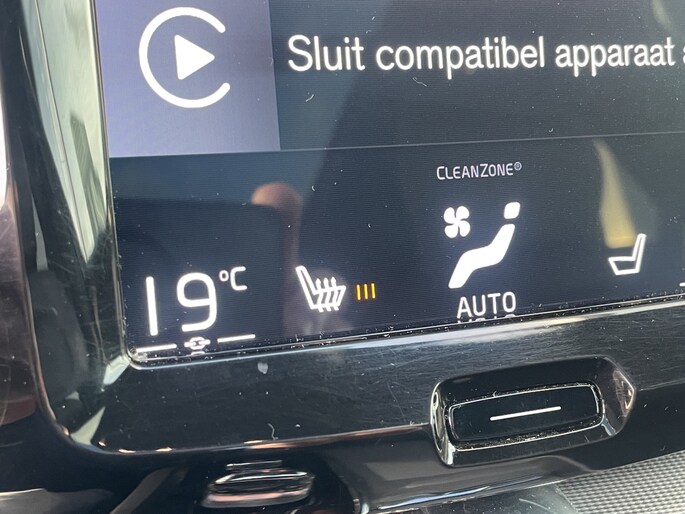 Sluit compatibel apparaat
CLEANZONE®
19°C
AUTO